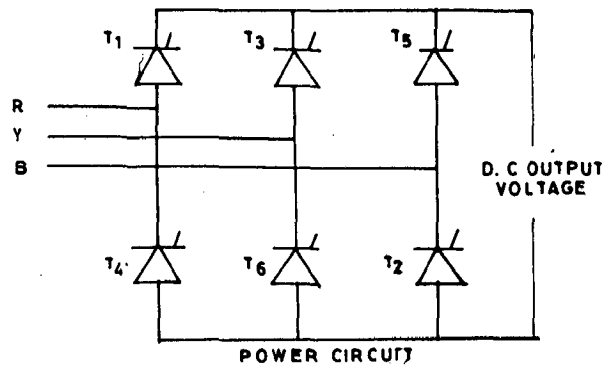 T1 T3 T5
R
Y
B
D.C OUTPUT
VOLTAGE
T4 T6 T2
POWER CIRCUIT